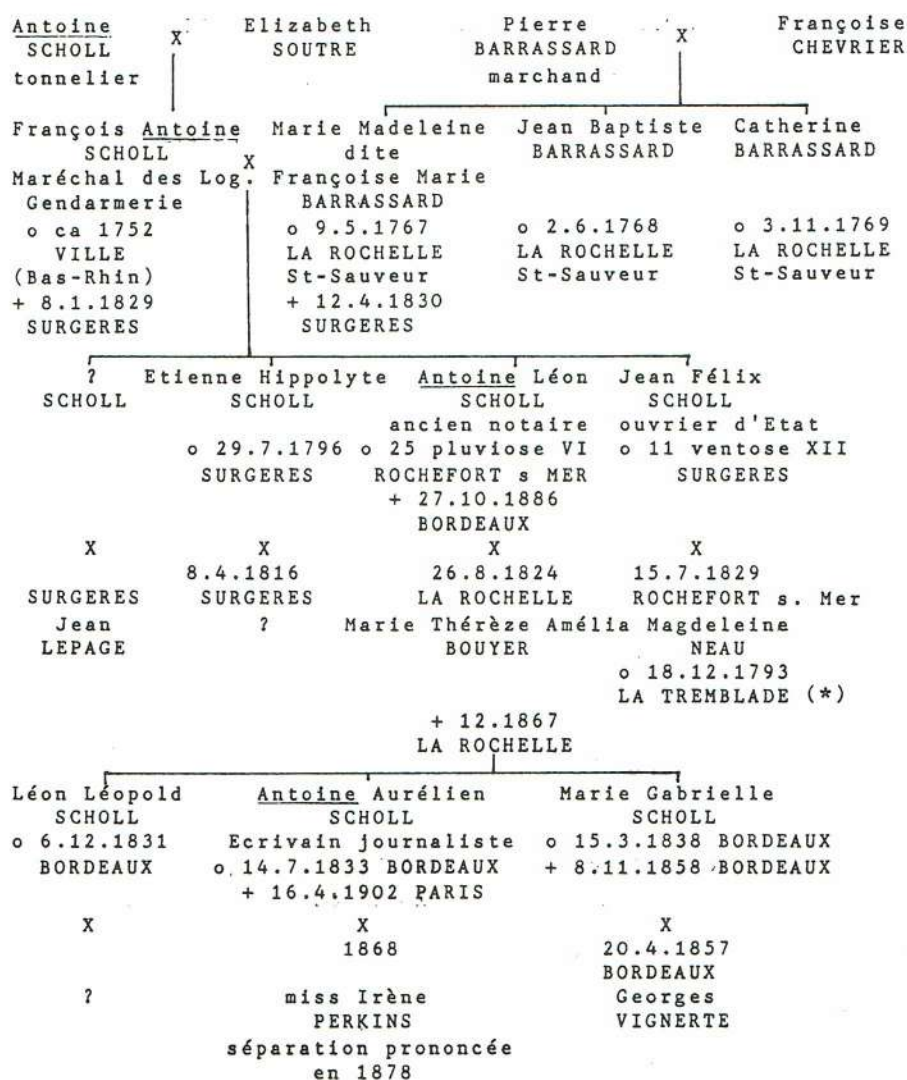 Antoine X Elizabeth Pierre X Françoise
SCHOLL SOUTRE BARRASSARD CHEVRIER
tonnelier marchand
François Antoine Marie Madeleine Jean Baptiste Catherine
SCHOLL X dite BARRASSARD BARRASSARD
Maréchal des Log. Françoise Marie
Gendarmerie BARRASSARD
o ca 1752 o 9.5.1767 o 2.6.1768 o 3.11.1769
VILLE LA ROCHELLE LA ROCHELLE LA ROCHELLE
(Bas-Rhin) St-Sauveur St-Sauveur St-Sauveur
+ 8.1.1829 + 12.4.1830
SURGERES SURGERES
? Etienne Hippolyte Antoine Léon Jean Félix
SCHOLL SCHOLL SCHOLL SCHOLL
ancien notaire ouvrier d'Etat
o 29.7.1796 o 25 pluviose VI o 11 ventose XII
SURGERES ROCHEFORT s MER SURGERES
+ 27.10.1886
BORDEAUX
X X X X
8.4.1816 26.8.1824 15.7.1829
SURGERES SURGERES LA ROCHELLE ROCHEFORT s. Mer
Jean ? Marie Thérèze Amélia Magdeleine
LEPAGE BOUYER NEAU
o 18.12.1793
LA TREMBLADE (*)
+ 12.1867
LA ROCHELLE
Léon Léopold Antoine Aurélien Marie Gabrielle
SCHOLL SCHOLL SCHOLL
o 6.12.1831 Ecrivain journaliste o 15.3.1838 BORDEAUX
BORDEAUX o 14.7.1833 BORDEAUX + 8.11.1858 BORDEAUX
+ 16.4.1902 PARIS
X X X
1868 20.4.1857
BORDEAUX
? miss Irène Georges
PERKINS VIGNERTE
séparation prononcée
en 1878